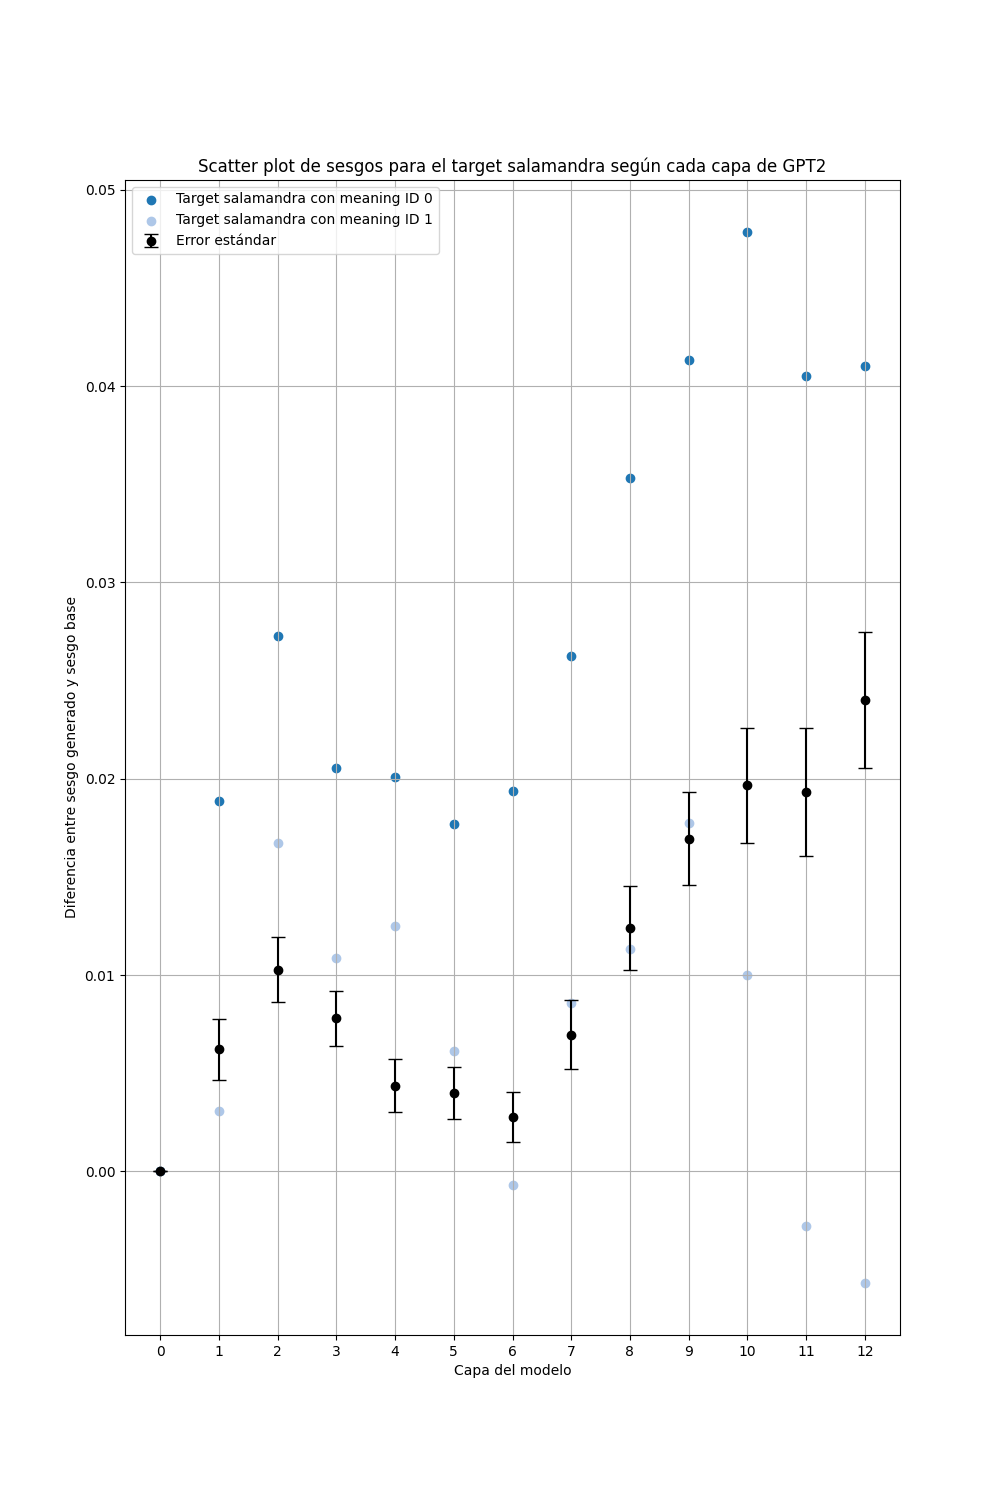 Scatter plot de sesgos para el target salamandra según cada capa de GPT2
Target salamandra con meaning ID 0
Target salamandra con meaning ID 1
Error estándar
Diferencia entre sesgo generado y sesgo base
0.05
0.04
0.03
0.02
0.01
0.00
0 1 2 3 4 5 6 7 8 9 10 11 12
Capa del modelo